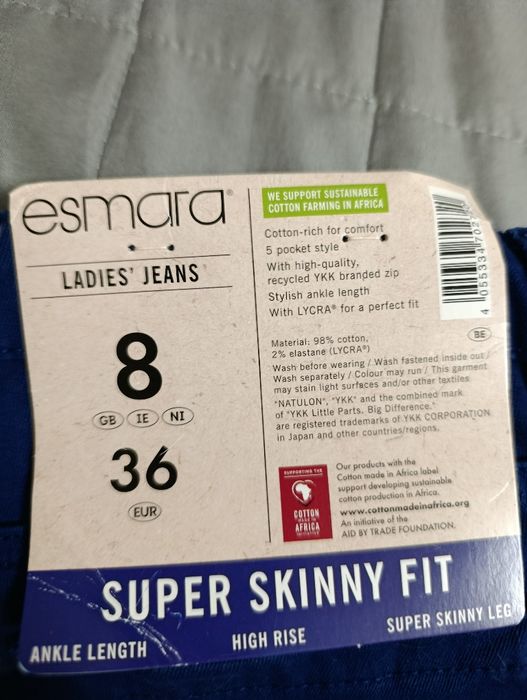 esmara®
LADIES' JEANS
8
GB IE NI
36
EUR
WE SUPPORT SUSTAINABLE
COTTON FARMING IN AFRICA
Cotton-rich for comfort
5 pocket style
With high-quality,
recycled YKK branded zip
Stylish ankle length
With LYCRA® for a perfect fit
Material: 98% cotton,
2% elastane (LYCRA®)
BE
Wash before wearing / Wash fastened inside out /
Wash separately / Colour may run / This garment
may stain light surfaces and/or other textiles
"NATULON", "YKK" and the combined mark
of "YKK Little Parts. Big Difference."
are registered trademarks of YKK CORPORATION
in Japan and other countries/regions.
SUPPORTING THE
COTTON
MADE IN
AFRICA
INITIATIVE
Our products with the
Cotton made in Africa label
support developing sustainable
cotton production in Africa.
www.cottonmadeinafrica.org
An initiative of the
AID BY TRADE FOUNDATION.
SUPER SKINNY FIT
ANKLE LENGTH
HIGH RISE
SUPER SKINNY LEG